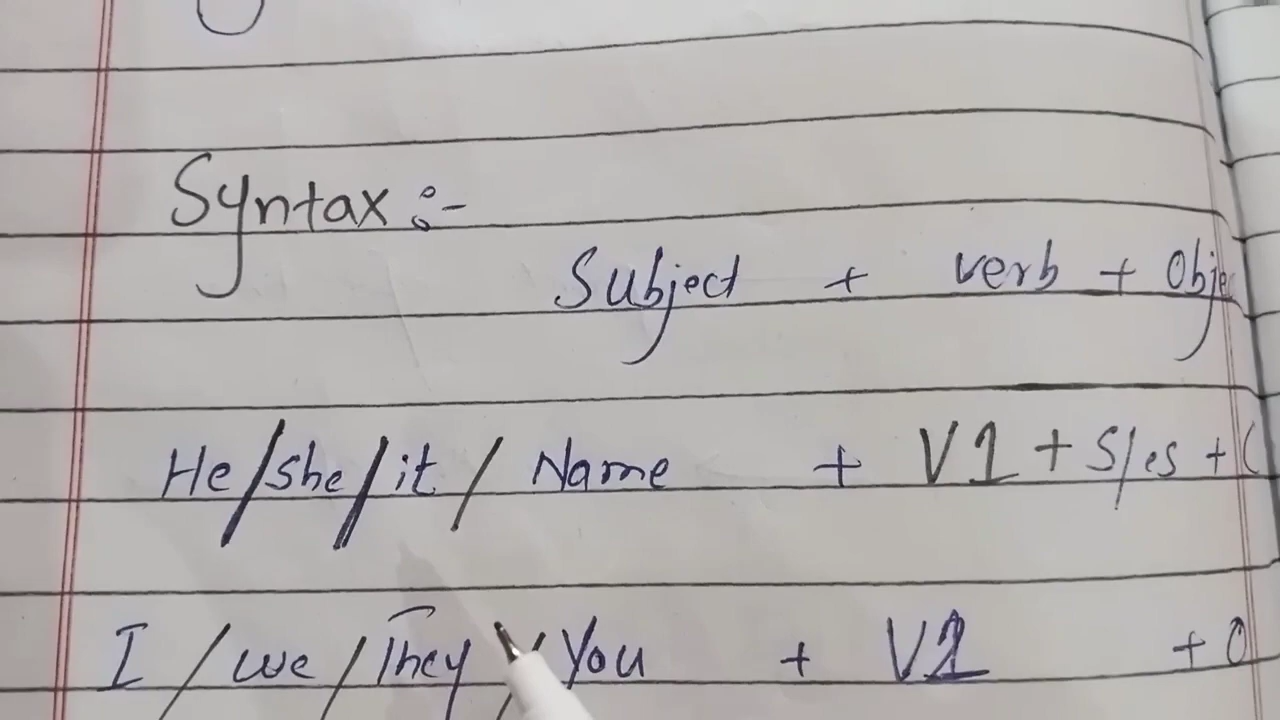 Syntax :-
Subject + verb + Obje
He/she/it/ Name + V1 + S/es + (
I / we / They / You + V1 + O